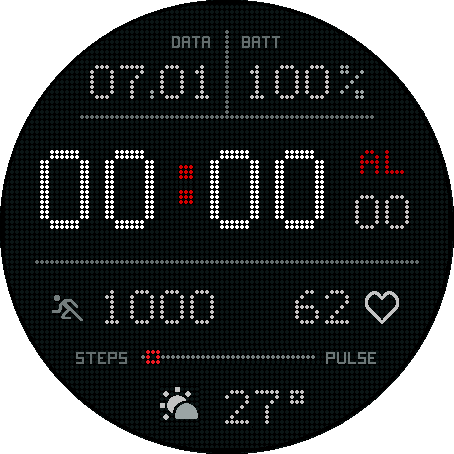 DATA BATT
07.01 100%
00:00 AL
00
1000 62
STEPS PULSE
27°